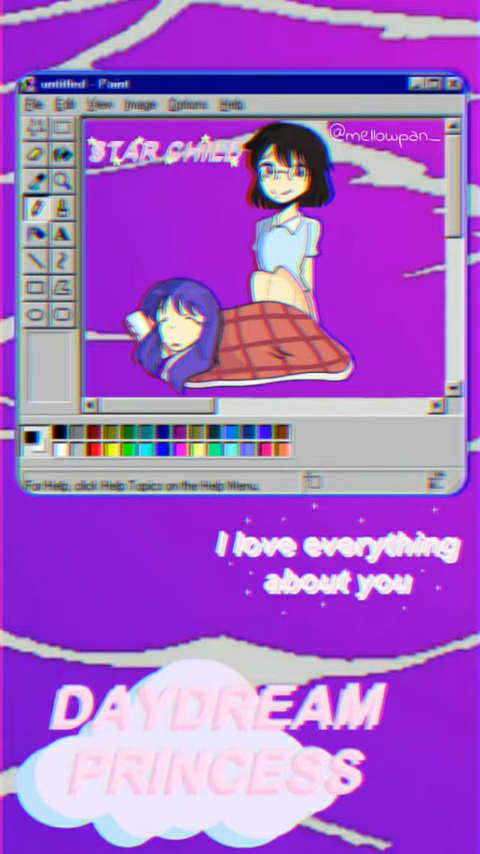 untitled - Paint
File Edit View Image Options Help
STAR CHILD
@mellowpan_
For Help, click Help Topics on the Help Menu.
I love everything
about you
DAYDREAM
PRINCESS